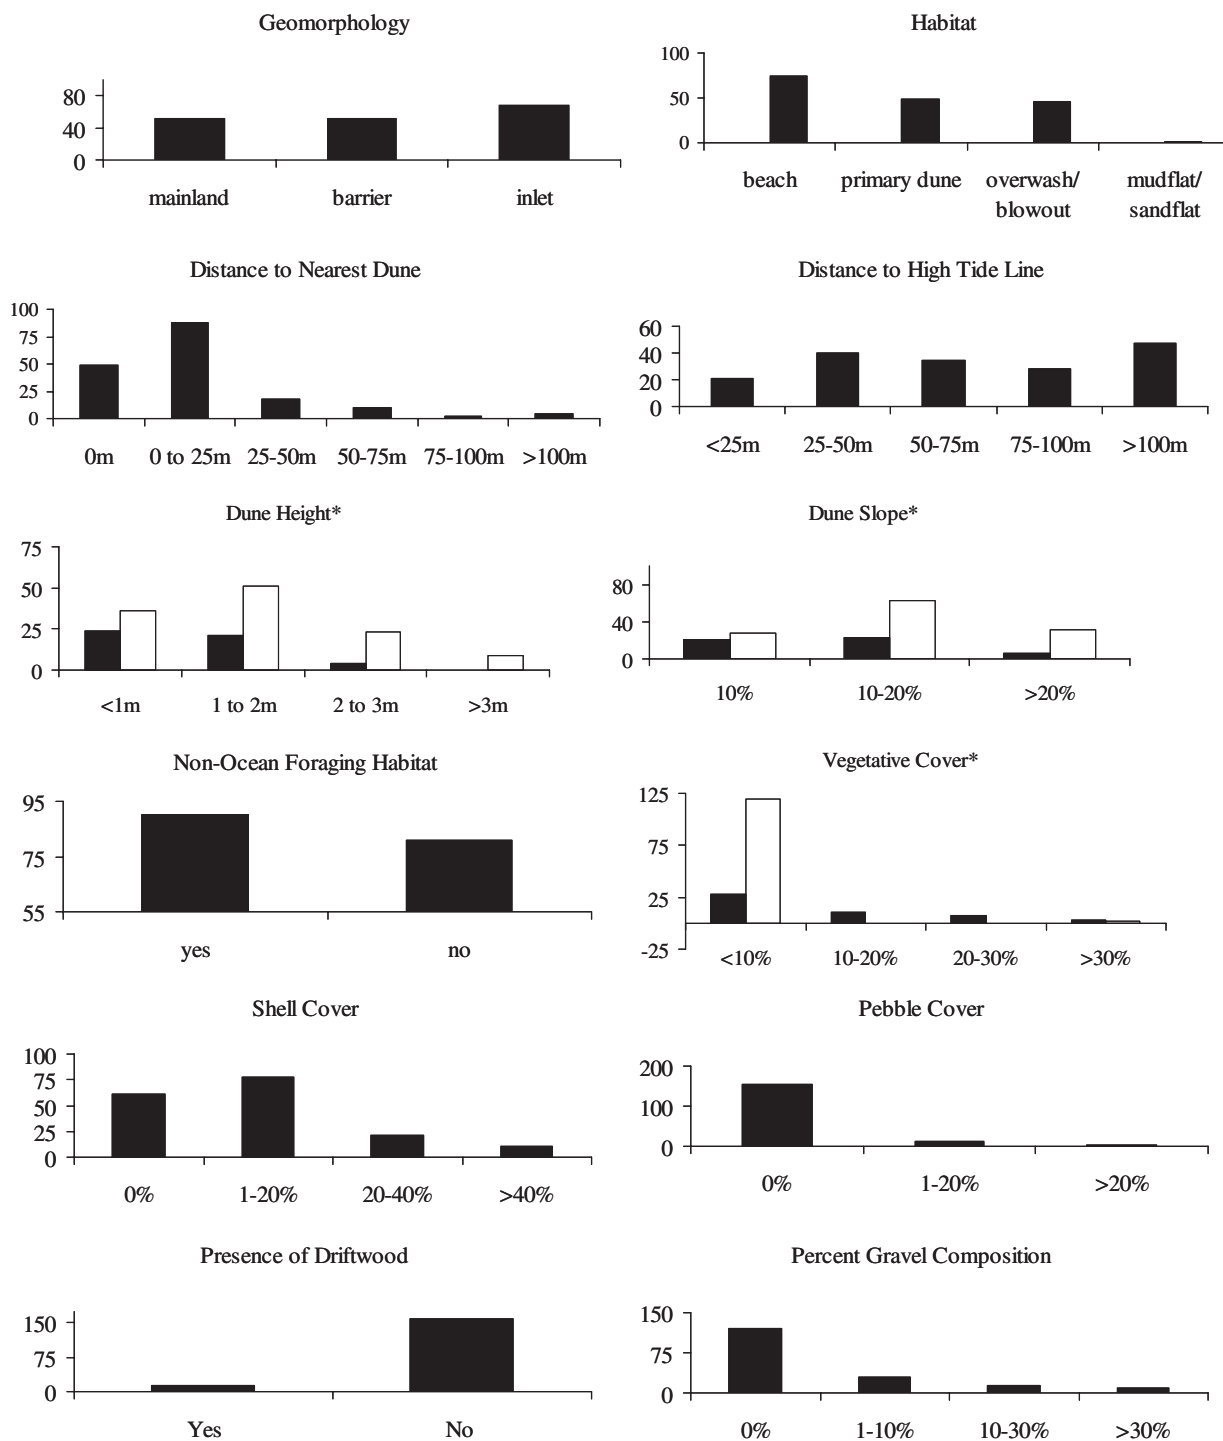 Geomorphology
80
40
0
mainland barrier inlet
Habitat
100
50
0
beach primary dune overwash/ mudflat/
blowout sandflat
Distance to Nearest Dune
100
75
50
25
0
0m 0 to 25m 25-50m 50-75m 75-100m >100m
Distance to High Tide Line
60
40
20
0
<25m 25-50m 50-75m 75-100m >100m
Dune Height*
75
50
25
0
<1m 1 to 2m 2 to 3m >3m
Dune Slope*
80
40
0
10% 10-20% >20%
Non-Ocean Foraging Habitat
95
75
55
yes no
Vegetative Cover*
125
75
25
-25
<10% 10-20% 20-30% >30%
Shell Cover
100
75
50
25
0
0% 1-20% 20-40% >40%
Pebble Cover
200
100
0
0% 1-20% >20%
Presence of Driftwood
150
75
0
Yes No
Percent Gravel Composition
150
75
0
0% 1-10% 10-30% >30%